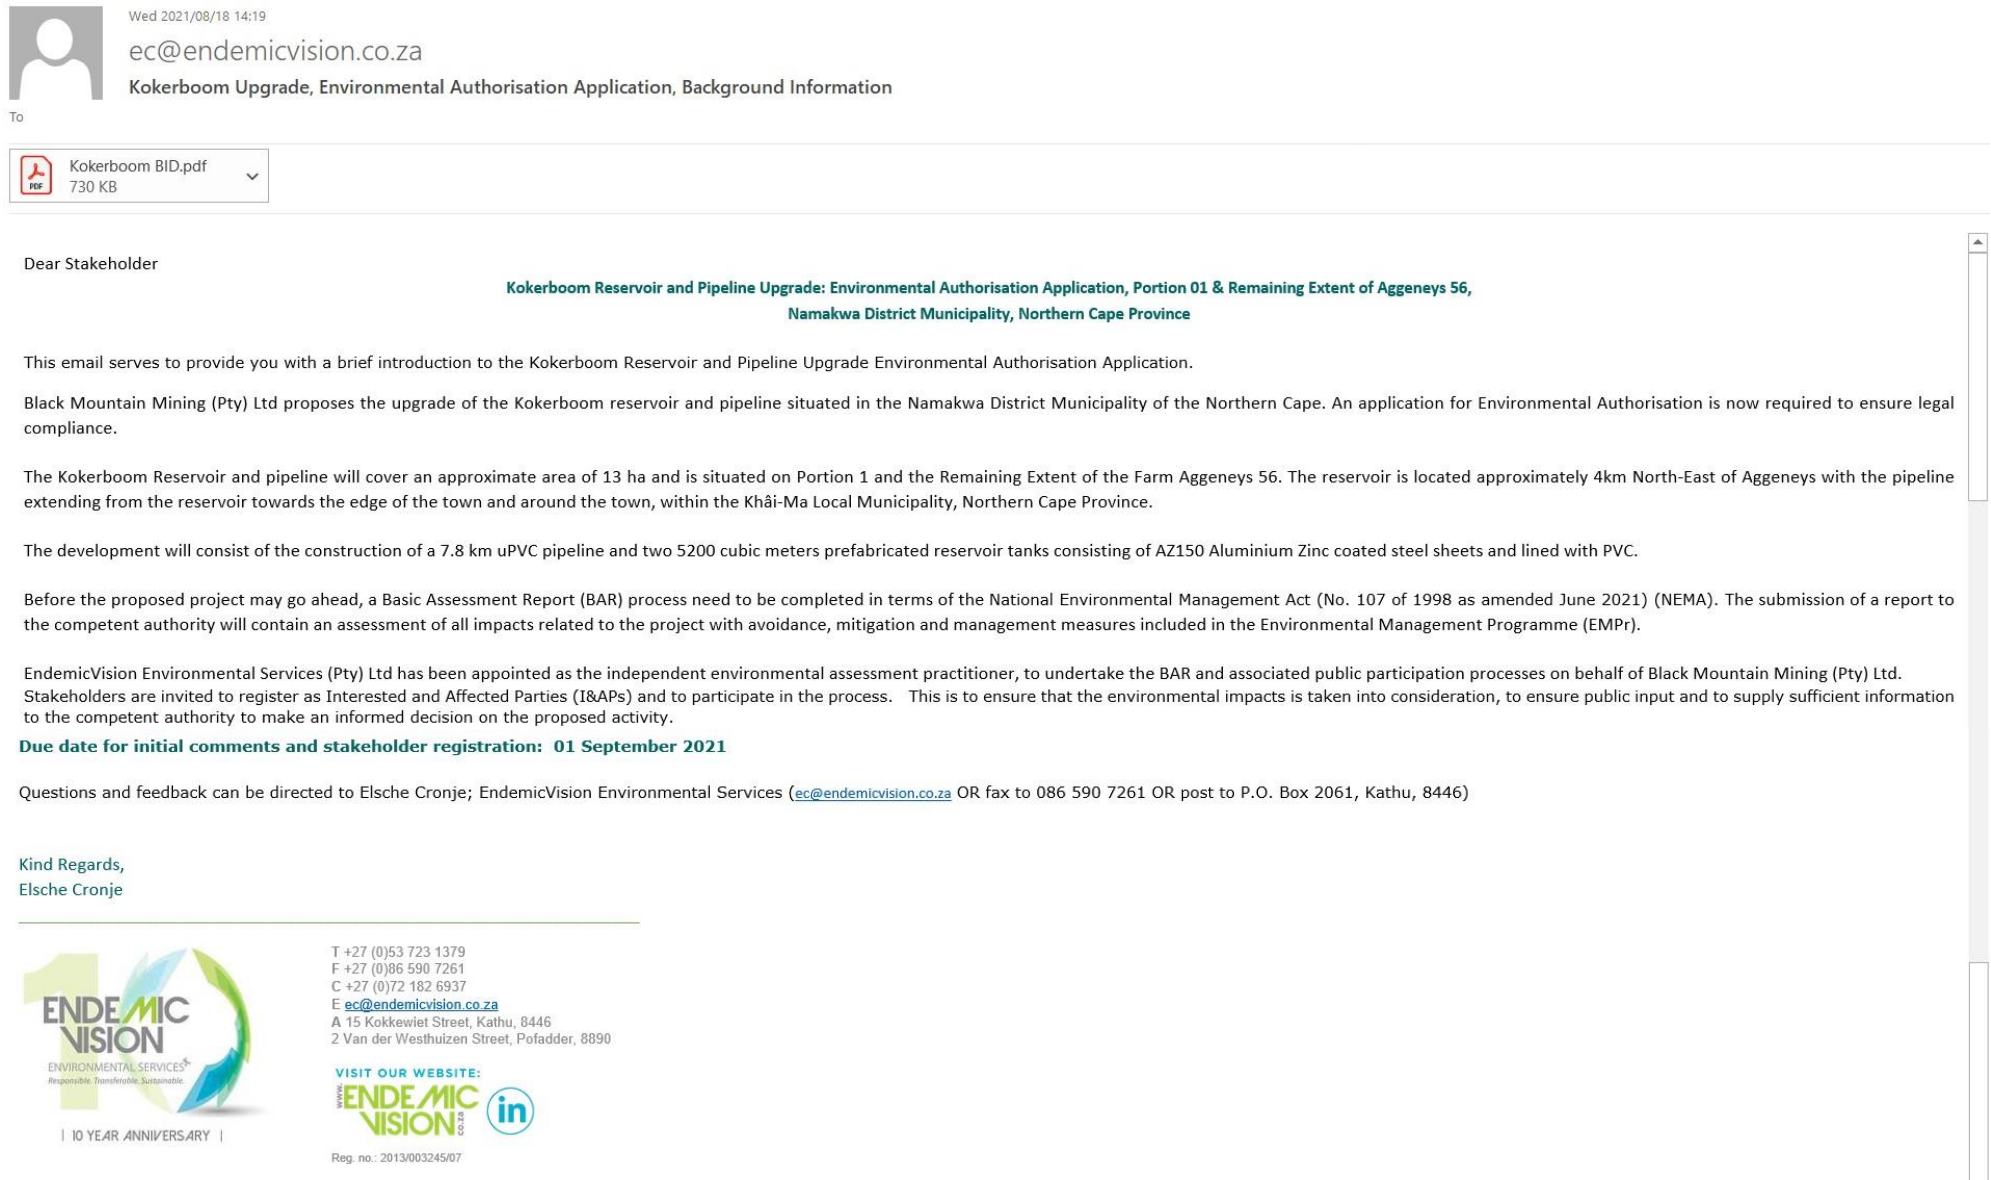 Wed 2021/08/18 14:19
ec@endemicvision.co.za
Kokerboom Upgrade, Environmental Authorisation Application, Background Information
To
Kokerboom BID.pdf
730 KB
PDF
Dear Stakeholder
Kokerboom Reservoir and Pipeline Upgrade: Environmental Authorisation Application, Portion 01 & Remaining Extent of Aggeneys 56,
Namakwa District Municipality, Northern Cape Province
This email serves to provide you with a brief introduction to the Kokerboom Reservoir and Pipeline Upgrade Environmental Authorisation Application.
Black Mountain Mining (Pty) Ltd proposes the upgrade of the Kokerboom reservoir and pipeline situated in the Namakwa District Municipality of the Northern Cape. An application for Environmental Authorisation is now required to ensure legal
compliance.
The Kokerboom Reservoir and pipeline will cover an approximate area of 13 ha and is situated on Portion 1 and the Remaining Extent of the Farm Aggeneys 56. The reservoir is located approximately 4km North-East of Aggeneys with the pipeline
extending from the reservoir towards the edge of the town and around the town, within the Khâi-Ma Local Municipality, Northern Cape Province.
The development will consist of the construction of a 7.8 km uPVC pipeline and two 5200 cubic meters prefabricated reservoir tanks consisting of AZ150 Aluminium Zinc coated steel sheets and lined with PVC.
Before the proposed project may go ahead, a Basic Assessment Report (BAR) process need to be completed in terms of the National Environmental Management Act (No. 107 of 1998 as amended June 2021) (NEMA). The submission of a report to
the competent authority will contain an assessment of all impacts related to the project with avoidance, mitigation and management measures included in the Environmental Management Programme (EMPr).
EndemicVision Environmental Services (Pty) Ltd has been appointed as the independent environmental assessment practitioner, to undertake the BAR and associated public participation processes on behalf of Black Mountain Mining (Pty) Ltd.
Stakeholders are invited to register as Interested and Affected Parties (I&APs) and to participate in the process.   This is to ensure that the environmental impacts is taken into consideration, to ensure public input and to supply sufficient information
to the competent authority to make an informed decision on the proposed activity.
Due date for initial comments and stakeholder registration:  01 September 2021
Questions and feedback can be directed to Elsche Cronje; EndemicVision Environmental Services (ec@endemicvision.co.za OR fax to 086 590 7261 OR post to P.O. Box 2061, Kathu, 8446)
Kind Regards,
Elsche Cronje
10
ENDEMIC
VISION
ENVIRONMENTAL SERVICES
Responsible. Transferable. Sustainable.
| 10 YEAR ANNIVERSARY |
T +27 (0)53 723 1379
F +27 (0)86 590 7261
C +27 (0)72 182 6937
E ec@endemicvision.co.za
A 15 Kokkewiet Street, Kathu, 8446
2 Van der Westhuizen Street, Pofadder, 8890
VISIT OUR WEBSITE:
www.
ENDEMIC
VISION
.co.za
in
Reg. no.: 2013/003245/07